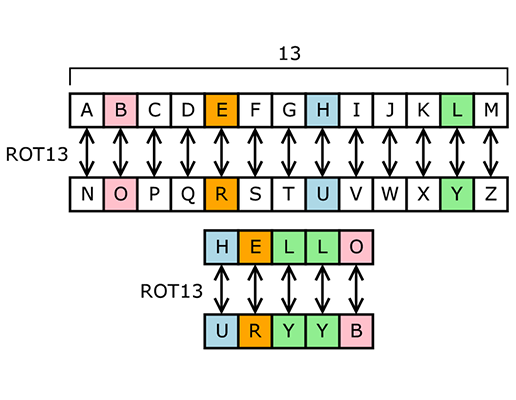 13
A B C D E F G H I J K L M
ROT13
N O P Q R S T U V W X Y Z
H E L L O
ROT13
U R Y Y B